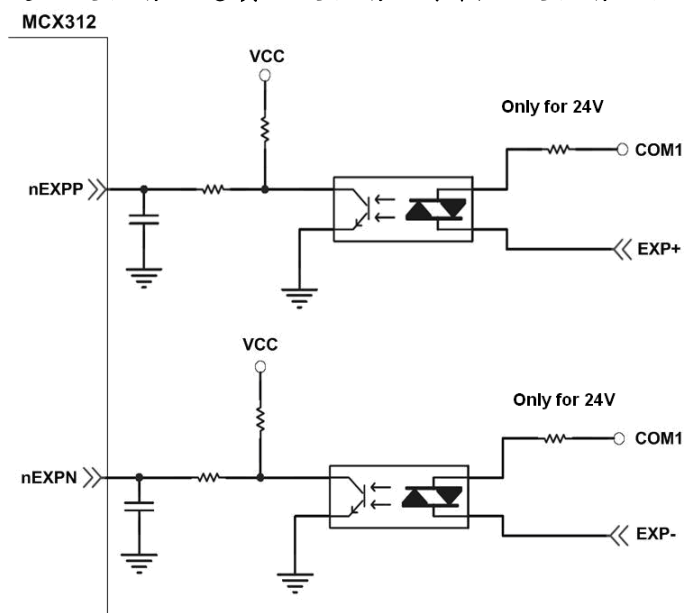 MCX312
VCC
Only for 24V
COM1
nEXPP
EXP+
VCC
Only for 24V
COM1
nEXPN
EXP-